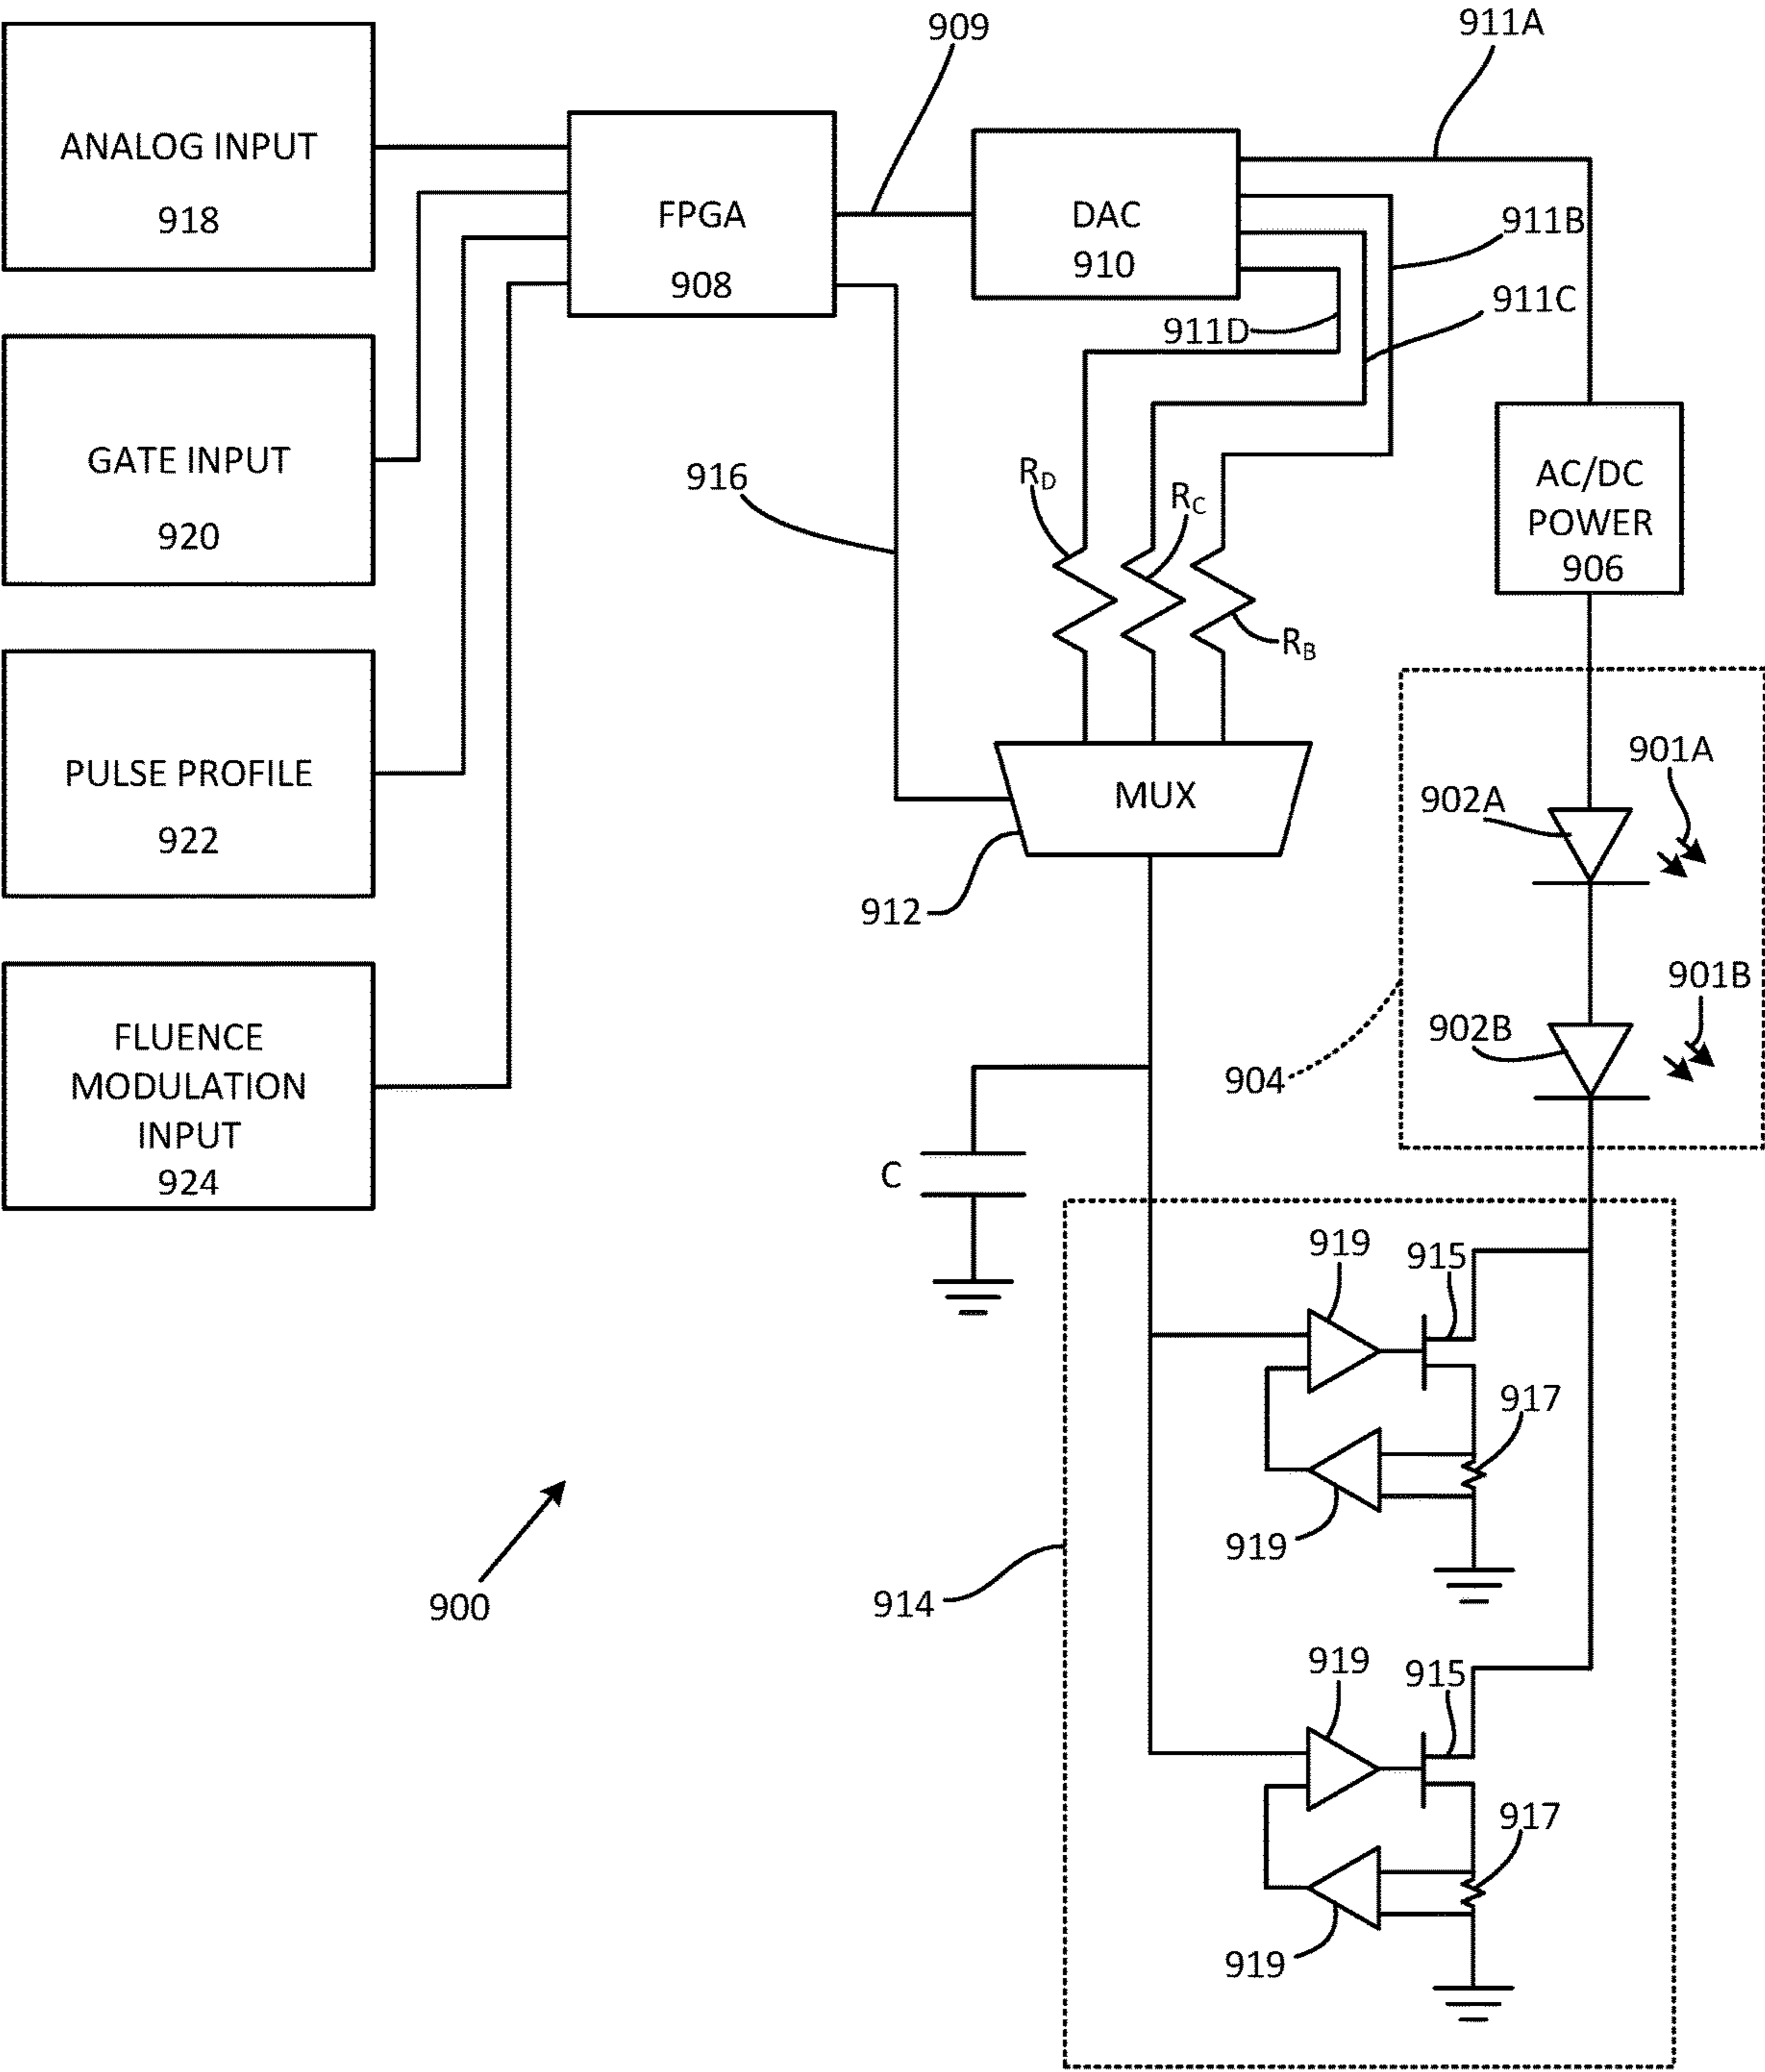 909
911A
ANALOG INPUT
918
FPGA
908
DAC
910
911B
911C
911D
GATE INPUT
920
916
RD
RC
RB
AC/DC
POWER
906
PULSE PROFILE
922
MUX
912
901A
902A
901B
902B
904
FLUENCE
MODULATION
INPUT
924
C
919
915
917
919
914
900
919
915
917
919